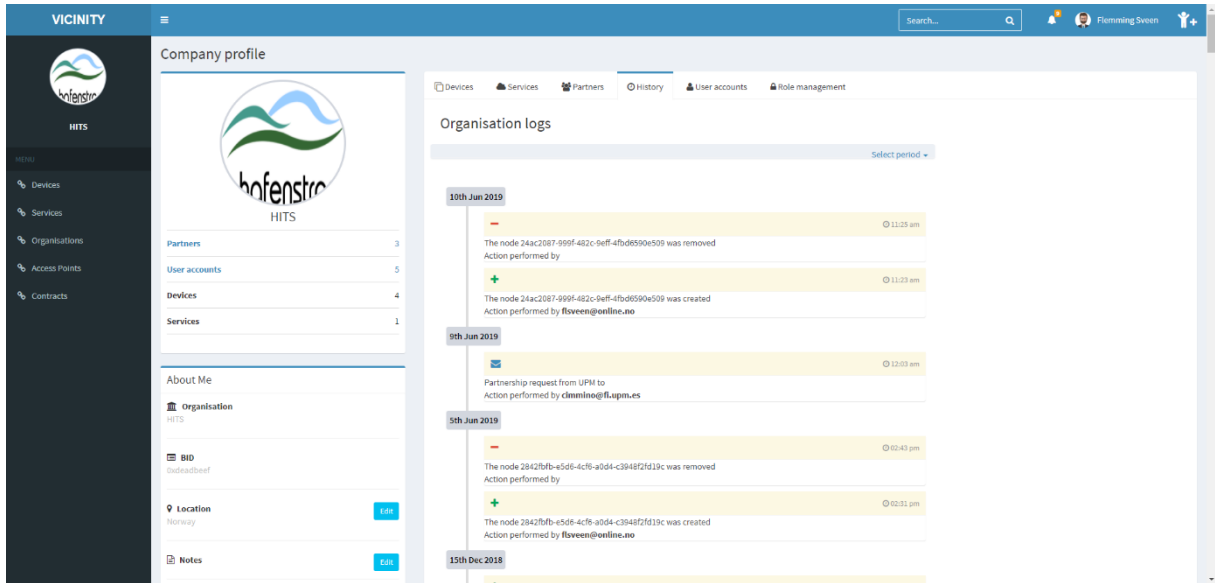 VICINITY
Search...
Flemming Sveen
HITS
MENU
Devices
Services
Organisations
Access Points
Contracts
Company profile
hofenstro
HITS
Partners 3
User accounts 5
Devices 4
Services 1
About Me
Organisation
HITS
BID
0xdeadbeef
Location
Norway
Edit
Notes
Edit
Devices Services Partners History User accounts Role management
Organisation logs
Select period
10th Jun 2019
11:25 am
The node 24ac2087-999f-482c-9eff-4fbd6590e509 was removed
Action performed by
11:23 am
The node 24ac2087-999f-482c-9eff-4fbd6590e509 was created
Action performed by flsveen@online.no
9th Jun 2019
12:03 am
Partnership request from UPM to
Action performed by cimmino@fi.upm.es
5th Jun 2019
02:43 pm
The node 2842fbfb-e5d6-4cf6-a0d4-c3948f2fd19c was removed
Action performed by
02:31 pm
The node 2842fbfb-e5d6-4cf6-a0d4-c3948f2fd19c was created
Action performed by flsveen@online.no
15th Dec 2018